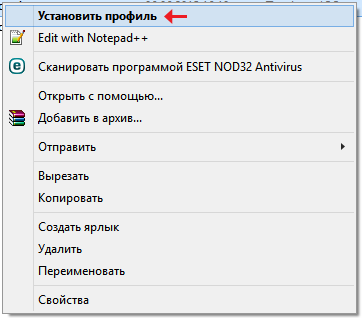 Установить профиль
Edit with Notepad++
Сканировать программой ESET NOD32 Antivirus
Открыть с помощью...
Добавить в архив...
Отправить
Вырезать
Копировать
Создать ярлык
Удалить
Переименовать
Свойства